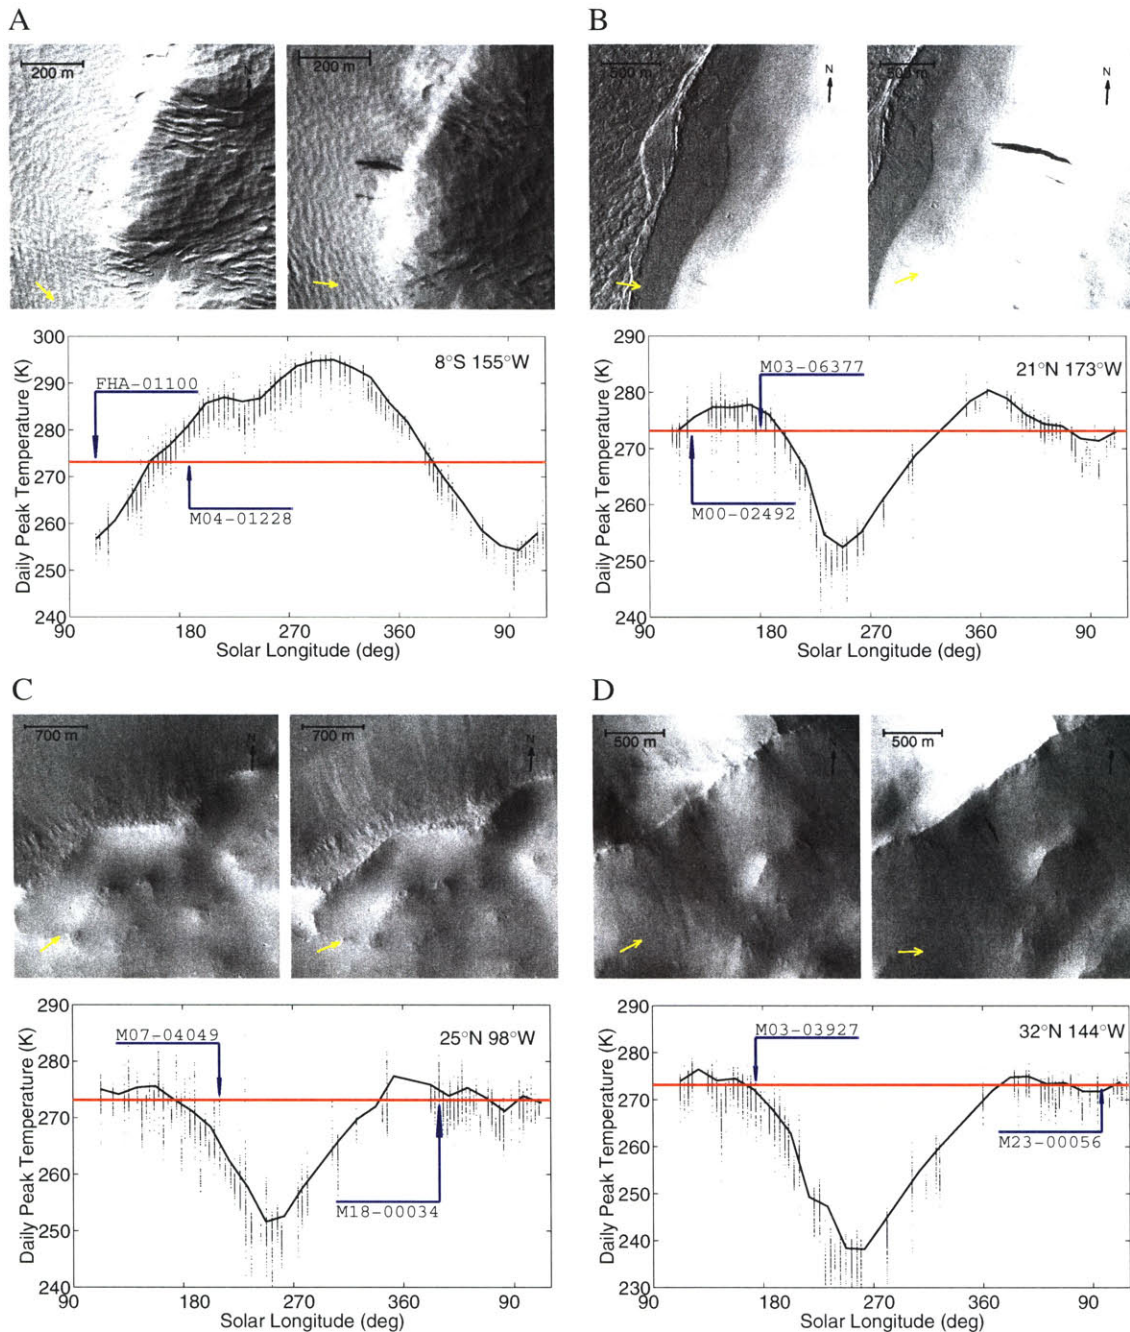 A
200 m
N
200 m
B
500 m
N
500 m
N
300
290
280
270
260
250
240
Daily Peak Temperature (K)
FHA-01100
M04-01228
8°S 155°W
90 180 270 360 90
Solar Longitude (deg)
290
280
270
260
250
240
Daily Peak Temperature (K)
M03-06377
M00-02492
21°N 173°W
90 180 270 360 90
Solar Longitude (deg)
C
700 m
N
700 m
N
D
500 m
500 m
290
280
270
260
250
240
Daily Peak Temperature (K)
M07-04049
M18-00034
25°N 98°W
90 180 270 360 90
Solar Longitude (deg)
290
280
270
260
250
240
230
Daily Peak Temperature (K)
M03-03927
M23-00056
32°N 144°W
90 180 270 360 90
Solar Longitude (deg)